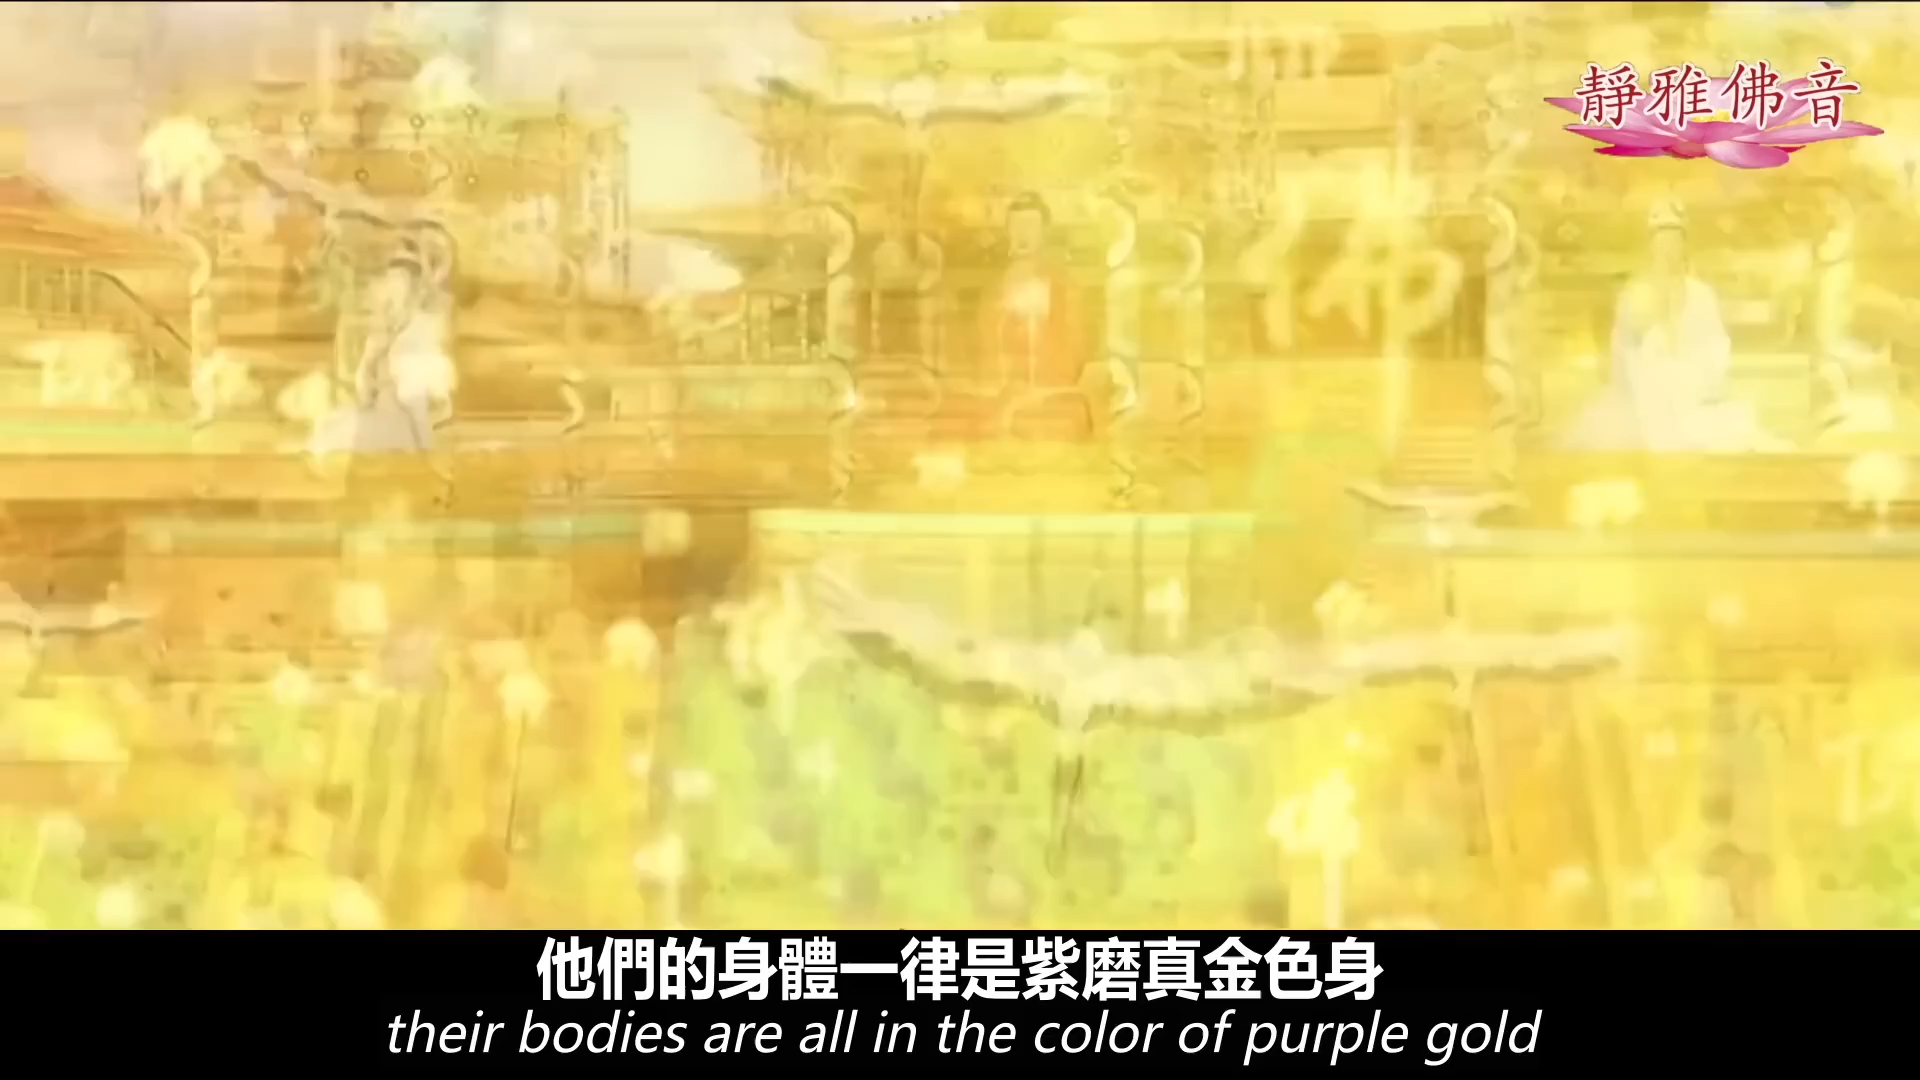 靜雅佛音
佛
他們的身體一律是紫磨真金色身
their bodies are all in the color of purple gold